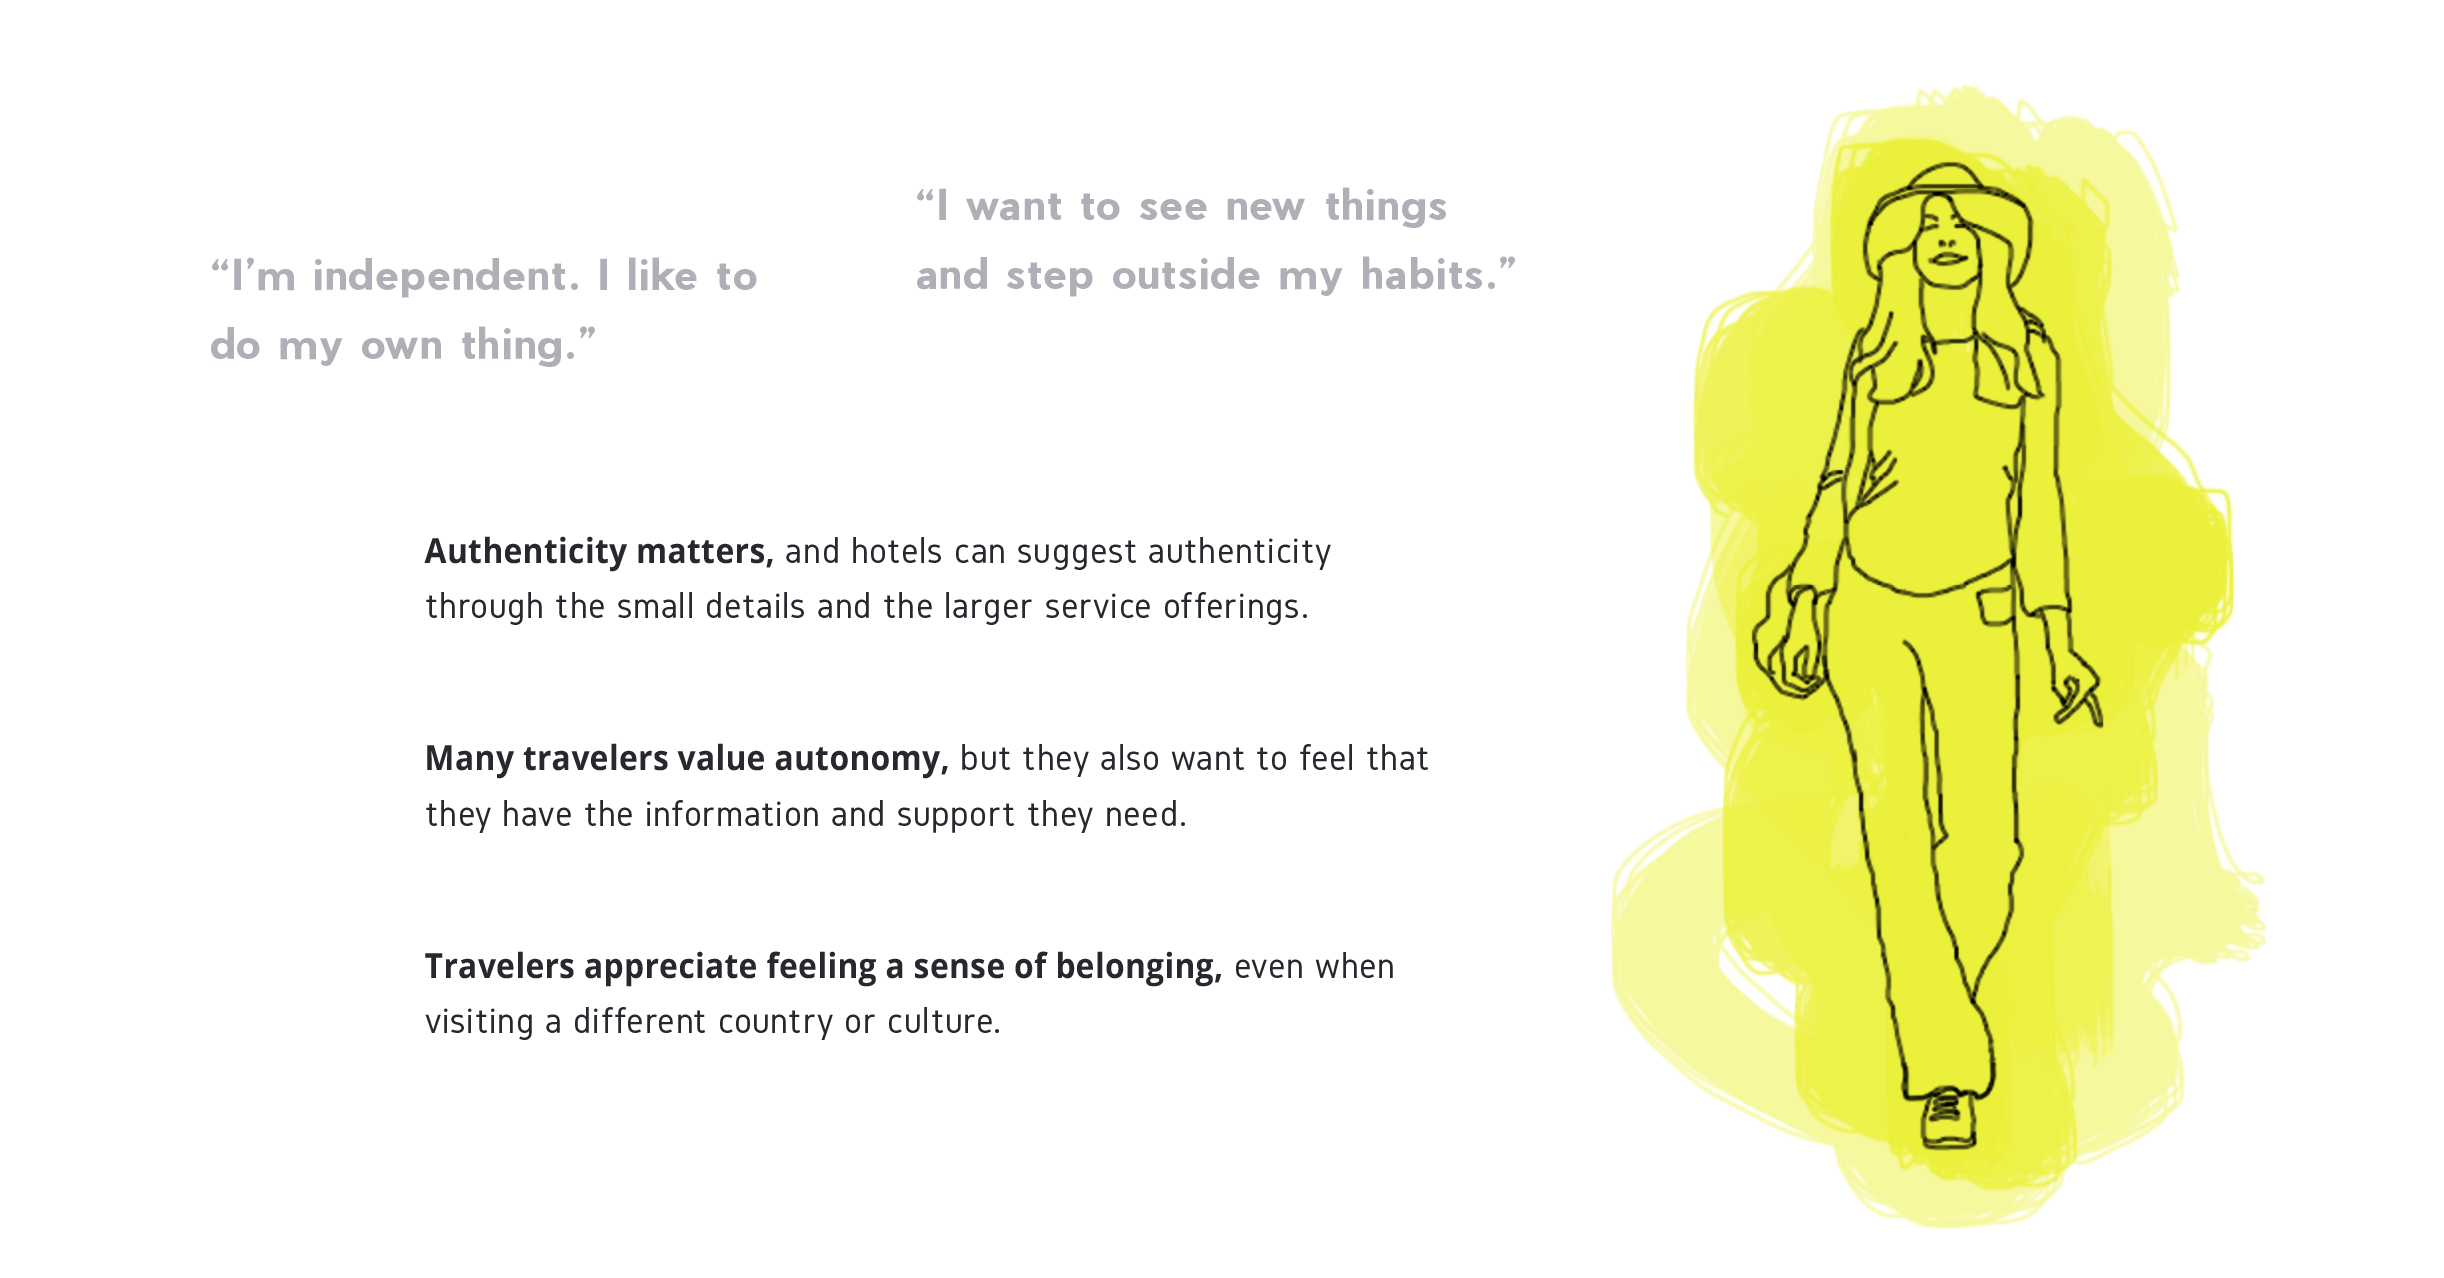 “I’m independent. I like to
do my own thing.”
“I want to see new things
and step outside my habits.”
Authenticity matters, and hotels can suggest authenticity
through the small details and the larger service offerings.
Many travelers value autonomy, but they also want to feel that
they have the information and support they need.
Travelers appreciate feeling a sense of belonging, even when
visiting a different country or culture.